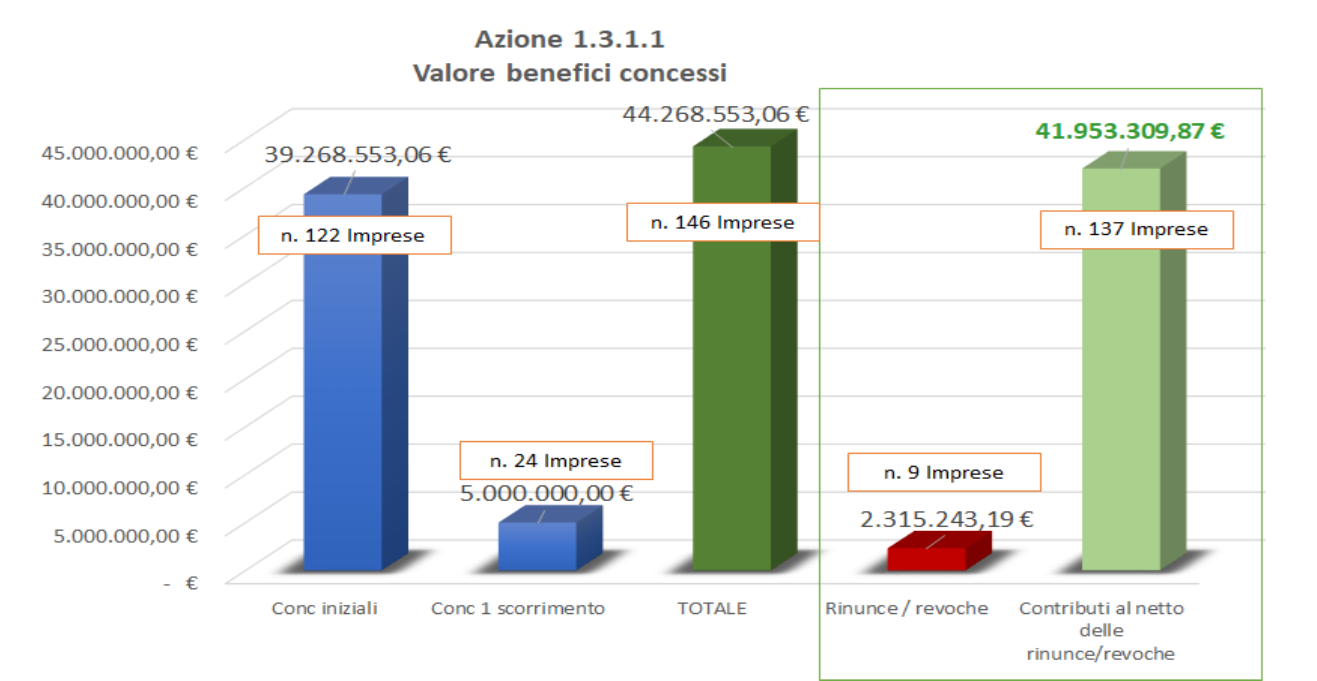 Azione 1.3.1.1
Valore benefici concessi
45.000.000,00 €
40.000.000,00 €
35.000.000,00 €
30.000.000,00 €
25.000.000,00 €
20.000.000,00 €
15.000.000,00 €
10.000.000,00 €
5.000.000,00 €
- €
39.268.553,06 €
n. 122 Imprese
n. 24 Imprese
5.000.000,00 €
44.268.553,06 €
n. 146 Imprese
n. 9 Imprese
2.315.243,19 €
41.953.309,87 €
n. 137 Imprese
Conc iniziali
Conc 1 scorrimento
TOTALE
Rinunce / revoche
Contributi al netto
delle
rinunce/revoche